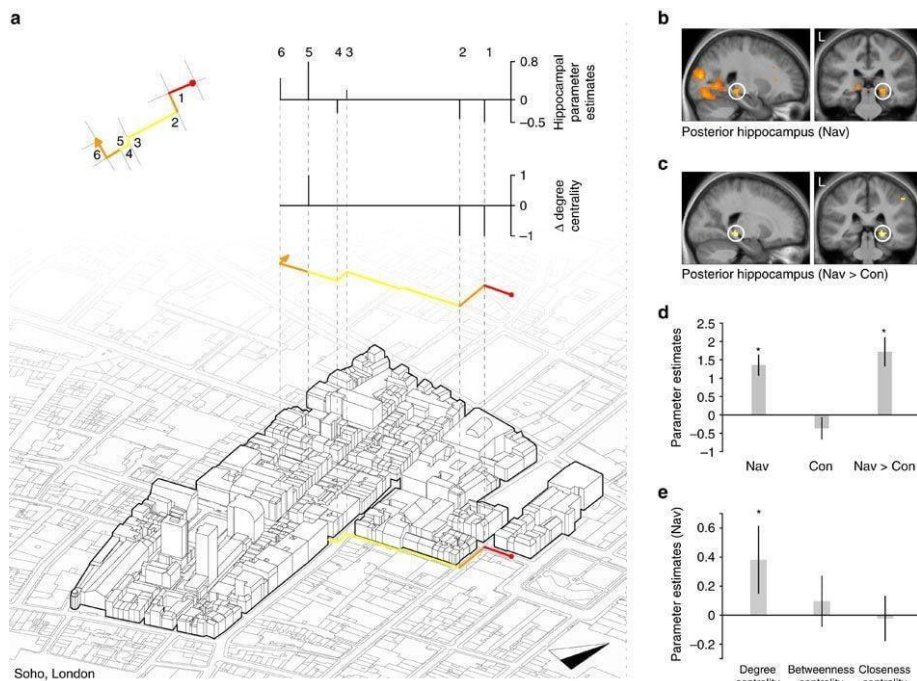 a
6 5 4 3 2 1
0.8
0
−0.5
Hippocampal
parameter
estimates
1
2
3
4
5
6
1
0
−1
Δ degree
centrality
Soho, London
b
L
Posterior hippocampus (Nav)
c
L
Posterior hippocampus (Nav > Con)
d
Parameter estimates
2.5
2
1.5
1
0.5
0
−0.5
−1
* *
Nav Con Nav > Con
e
Parameter estimates (Nav)
0.6
0.4
0.2
0
−0.2
*
Degree Betweenness Closeness
centrality centrality centrality